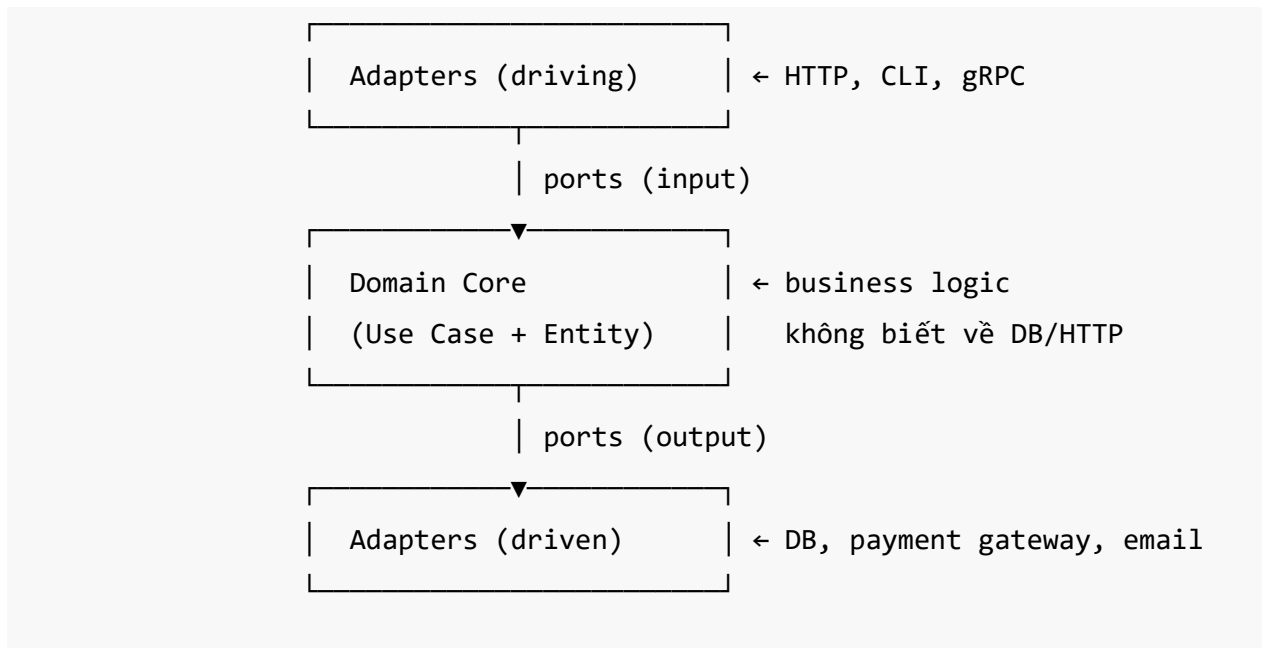 Adapters (driving) ← HTTP, CLI, gRPC
ports (input)
Domain Core ← business logic
(Use Case + Entity) không biết về DB/HTTP
ports (output)
Adapters (driven) ← DB, payment gateway, email